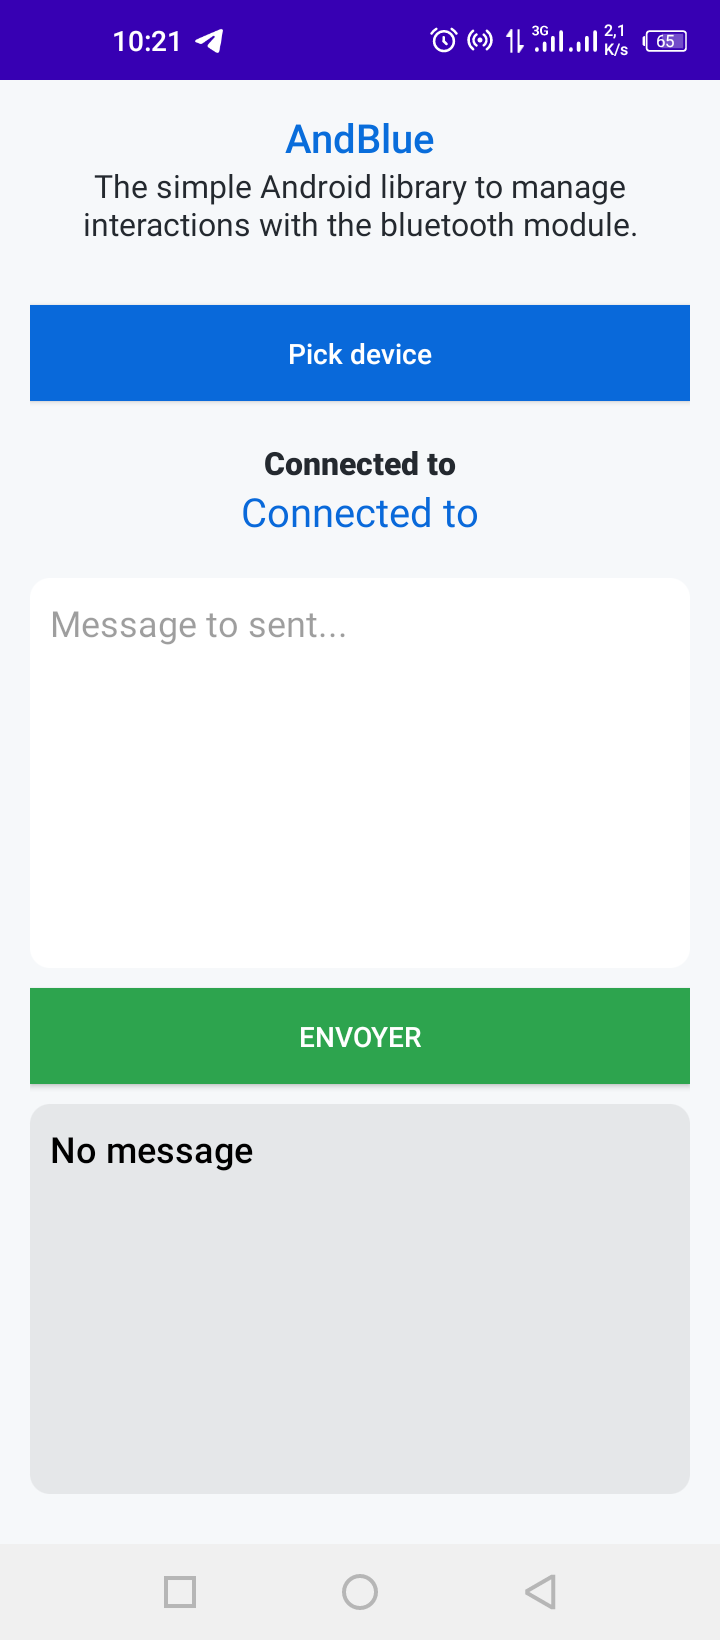 10:21
3G
2,1
K/s
65
AndBlue
The simple Android library to manage
interactions with the bluetooth module.
Pick device
Connected to
Connected to
Message to sent...
ENVOYER
No message